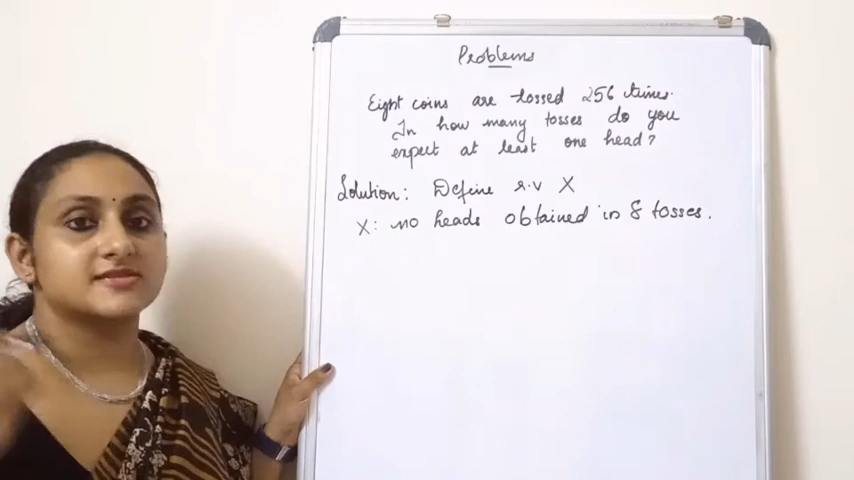 Problems
Eight coins are tossed 256 times.
In how many tosses do you
expect at least one head?
Solution: Define r.v X
X: no heads obtained in 8 tosses.